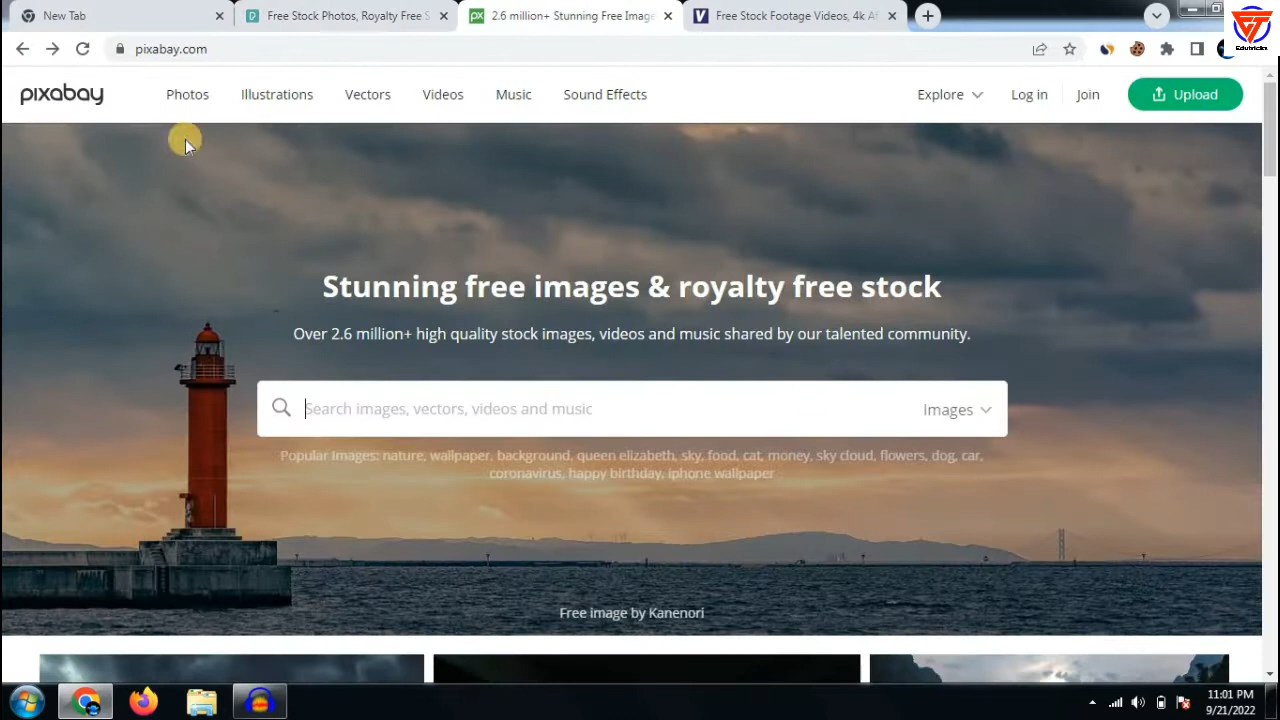 New Tab
Free Stock Photos, Royalty Free S
2.6 million+ Stunning Free Image
Free Stock Footage Videos, 4k Af
pixabay.com
Edutricks
pixabay
Photos
Illustrations
Vectors
Videos
Music
Sound Effects
Explore
Log in
Join
Upload
Stunning free images & royalty free stock
Over 2.6 million+ high quality stock images, videos and music shared by our talented community.
Search images, vectors, videos and music
Images
Popular Images: nature, wallpaper, background, queen elizabeth, sky, food, cat, money, sky cloud, flowers, dog, car,
coronavirus, happy birthday, iphone wallpaper
Free image by Kanenori
11:01 PM
9/21/2022